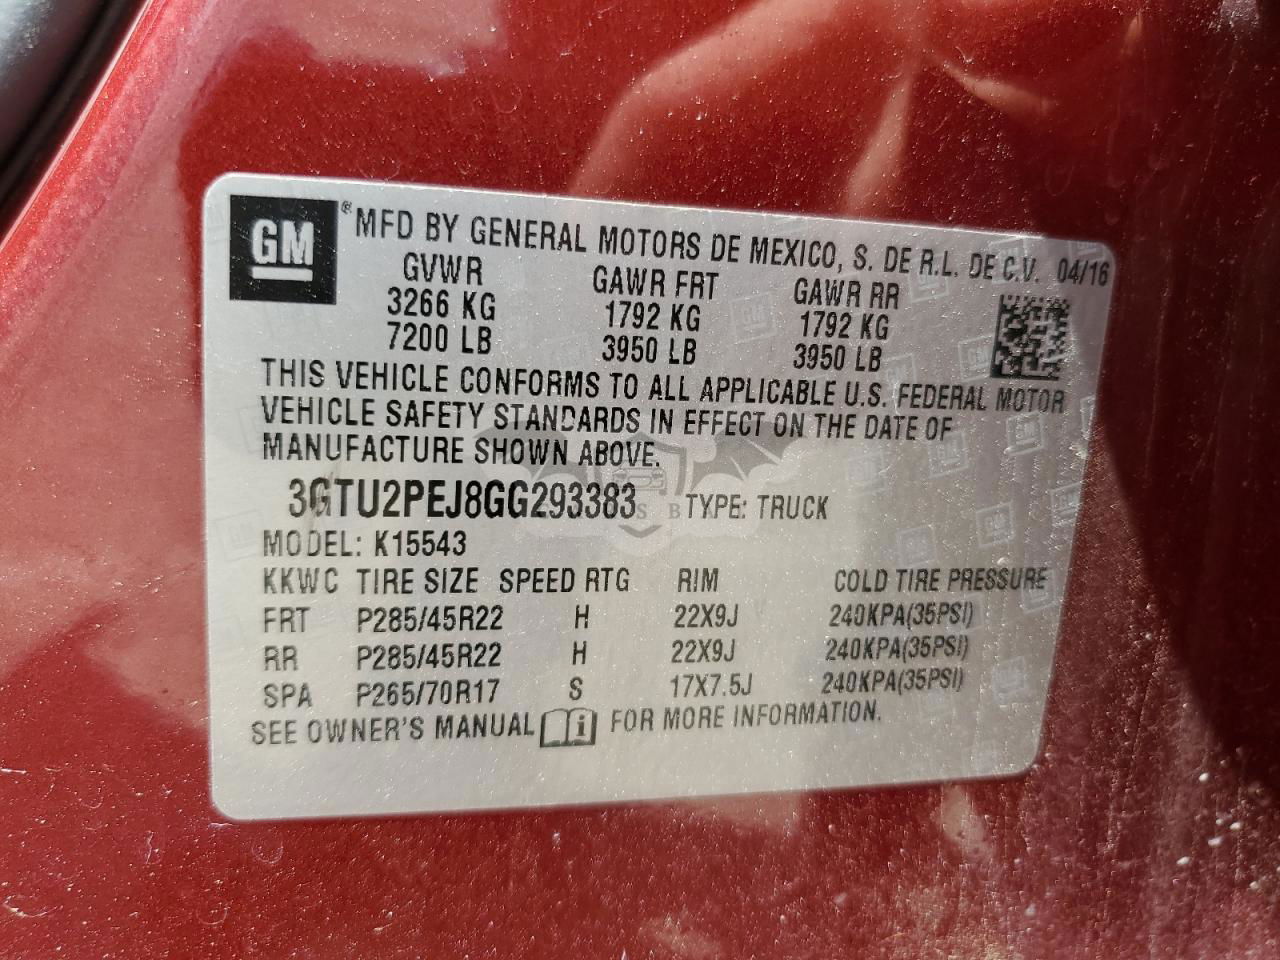 GM ® MFD BY GENERAL MOTORS DE MEXICO, S. DE R.L. DE C.V. 04/16
GVWR GAWR FRT GAWR RR
3266 KG 1792 KG 1792 KG
7200 LB 3950 LB 3950 LB
THIS VEHICLE CONFORMS TO ALL APPLICABLE U.S. FEDERAL MOTOR
VEHICLE SAFETY STANDARDS IN EFFECT ON THE DATE OF
MANUFACTURE SHOWN ABOVE.
3GTU2PEJ8GG293383 TYPE: TRUCK
MODEL: K15543
KKWC TIRE SIZE SPEED RTG RIM COLD TIRE PRESSURE
FRT P285/45R22 H 22X9J 240KPA(35PSI)
RR P285/45R22 H 22X9J 240KPA(35PSI)
SPA P265/70R17 S 17X7.5J 240KPA(35PSI)
SEE OWNER'S MANUAL i FOR MORE INFORMATION.